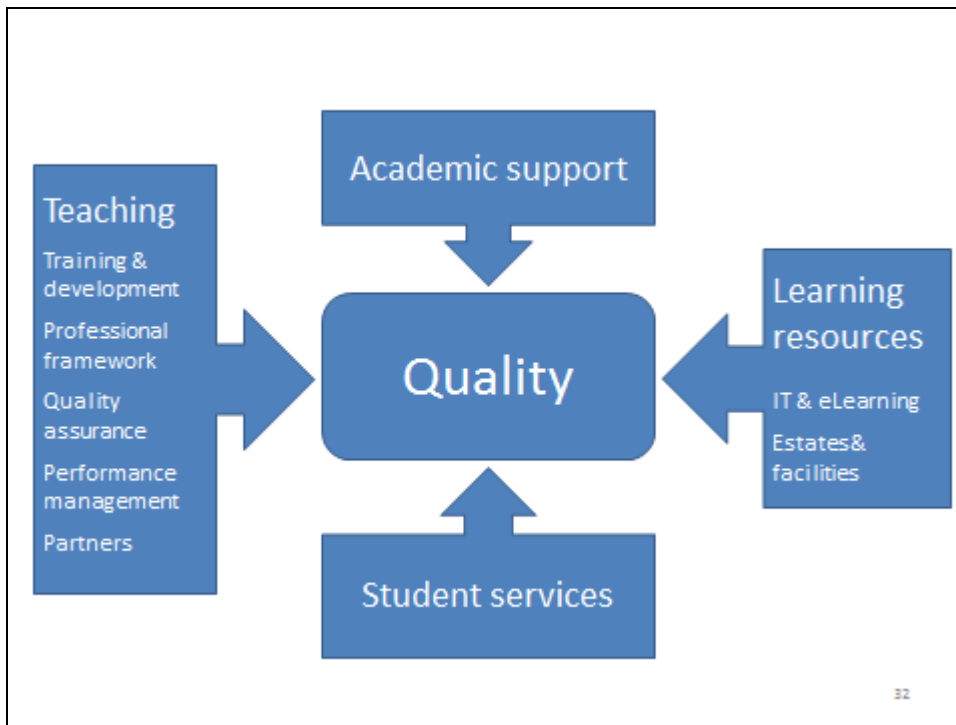 Academic support
Teaching
Training &
development
Professional
framework
Quality
assurance
Performance
management
Partners
Quality
Learning
resources
IT & eLearning
Estates&
facilities
Student services
32